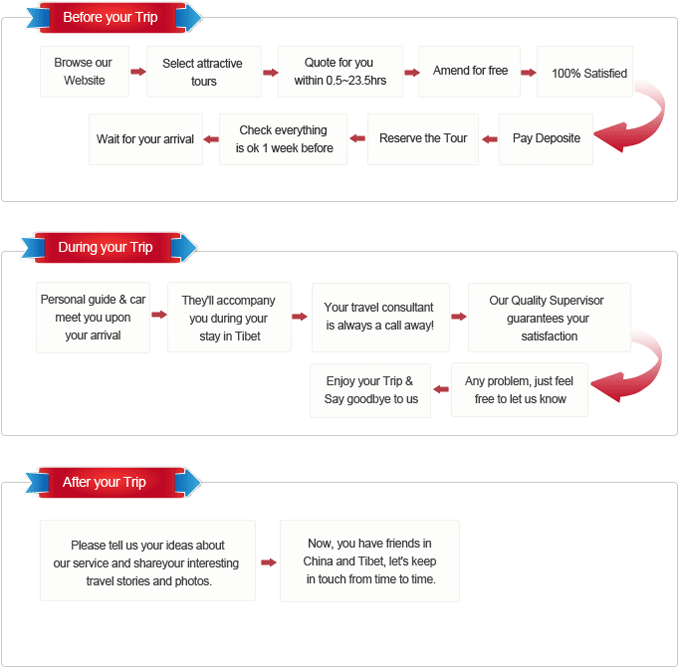 Before your Trip
Browse our
Website
Select attractive
tours
Quote for you
within 0.5~23.5hrs
Amend for free
100% Satisfied
Pay Deposite
Reserve the Tour
Check everything
is ok 1 week before
Wait for your arrival
During your Trip
Personal guide & car
meet you upon
your arrival
They'll accompany
you during your
stay in Tibet
Your travel consultant
is always a call away!
Our Quality Supervisor
guarantees your
satisfaction
Any problem, just feel
free to let us know
Enjoy your Trip &
Say goodbye to us
After your Trip
Please tell us your ideas about
our service and shareyour interesting
travel stories and photos.
Now, you have friends in
China and Tibet, let's keep
in touch from time to time.